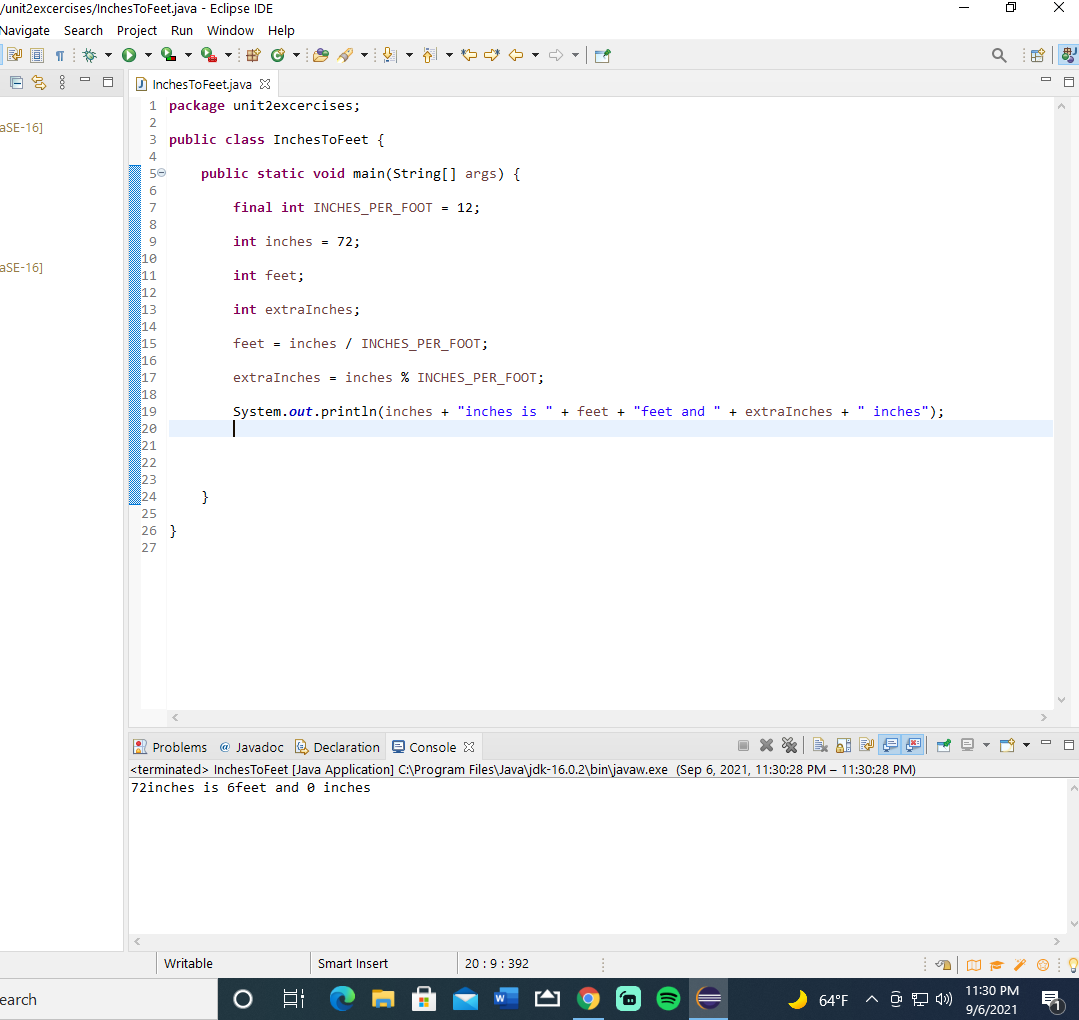 /unit2excercises/InchesToFeet.java - Eclipse IDE
Navigate Search Project Run Window Help
InchesToFeet.java
aSE-16]
aSE-16]
1 package unit2excercises;
2
3 public class InchesToFeet {
4
5 public static void main(String[] args) {
6
7 final int INCHES_PER_FOOT = 12;
8
9 int inches = 72;
10
11 int feet;
12
13 int extraInches;
14
15 feet = inches / INCHES_PER_FOOT;
16
17 extraInches = inches % INCHES_PER_FOOT;
18
19 System.out.println(inches + "inches is " + feet + "feet and " + extraInches + " inches");
20
21
22
23
24 }
25
26 }
27
Problems @ Javadoc Declaration Console
<terminated> InchesToFeet [Java Application] C:\Program Files\Java\jdk-16.0.2\bin\javaw.exe (Sep 6, 2021, 11:30:28 PM – 11:30:28 PM)
72inches is 6feet and 0 inches
Writable Smart Insert 20 : 9 : 392
earch 64°F 11:30 PM
9/6/2021
1